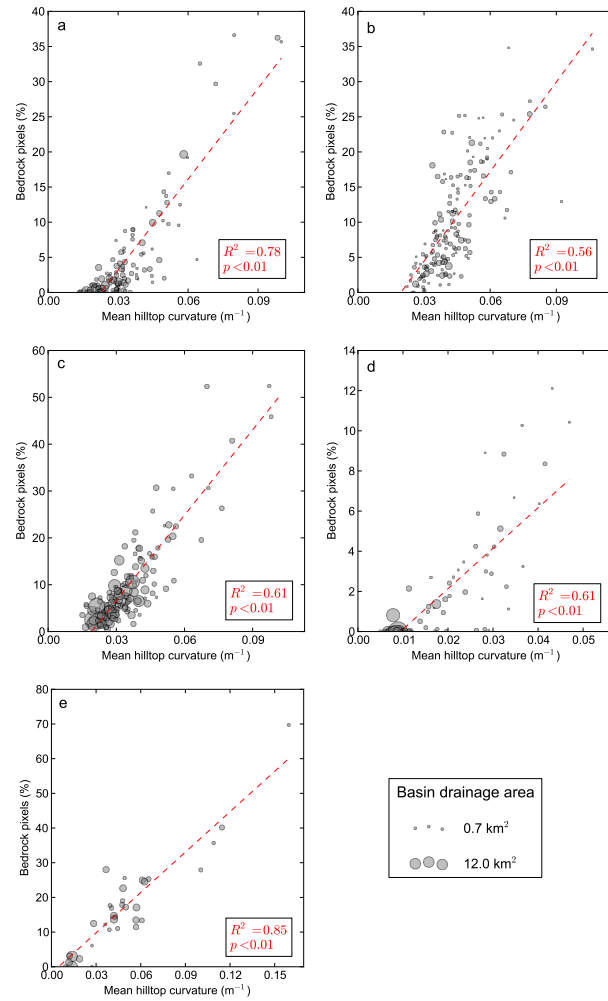 a
40
35
30
25
20
15
10
5
0
Bedrock pixels (%)
R² =0.78
p <0.01
0.00 0.03 0.06 0.09
Mean hilltop curvature (m⁻¹)
b
40
35
30
25
20
15
10
5
0
Bedrock pixels (%)
R² =0.56
p <0.01
0.00 0.03 0.06 0.09
Mean hilltop curvature (m⁻¹)
c
60
50
40
30
20
10
0
Bedrock pixels (%)
R² =0.61
p <0.01
0.00 0.03 0.06 0.09
Mean hilltop curvature (m⁻¹)
d
14
12
10
8
6
4
2
0
Bedrock pixels (%)
R² =0.61
p <0.01
0.00 0.01 0.02 0.03 0.04 0.05
Mean hilltop curvature (m⁻¹)
e
80
70
60
50
40
30
20
10
0
Bedrock pixels (%)
R² =0.85
p <0.01
0.00 0.03 0.06 0.09 0.12 0.15
Mean hilltop curvature (m⁻¹)
Basin drainage area
0.7 km²
12.0 km²